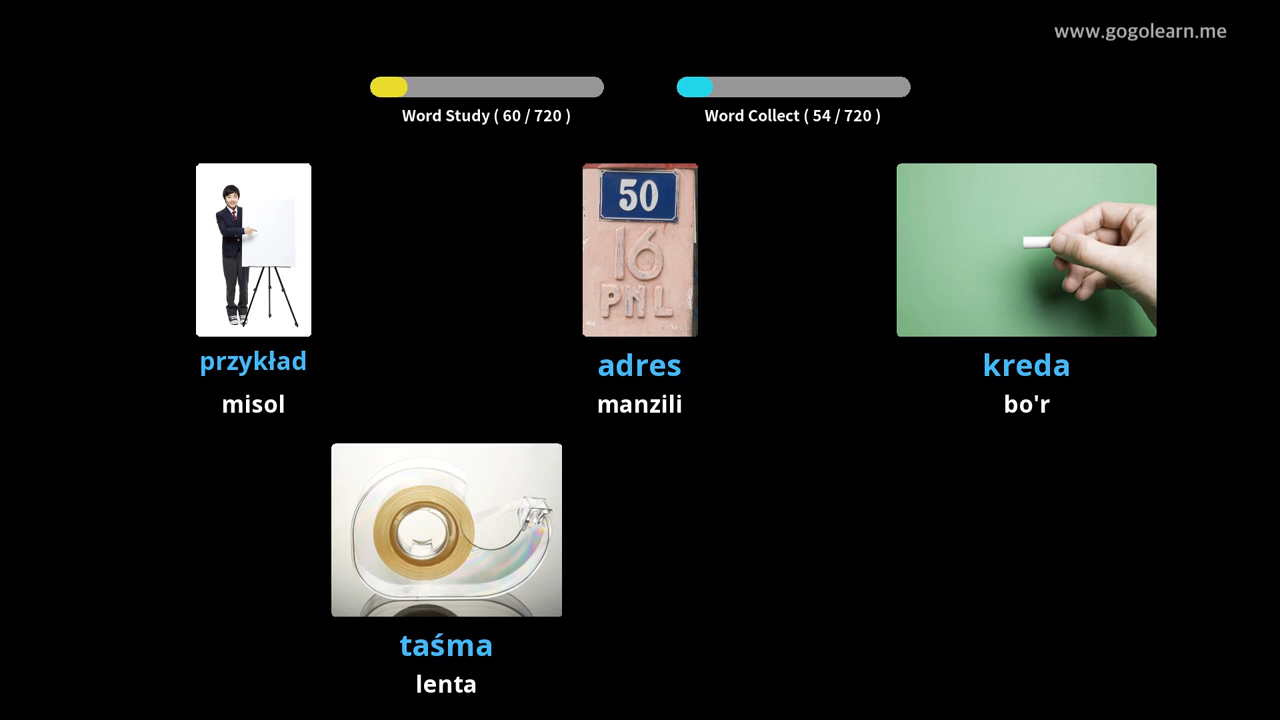 www.gogolearn.me
Word Study ( 60 / 720 )
Word Collect ( 54 / 720 )
50
16
PNL
przykład
misol
adres
manzili
kreda
bo'r
taśma
lenta